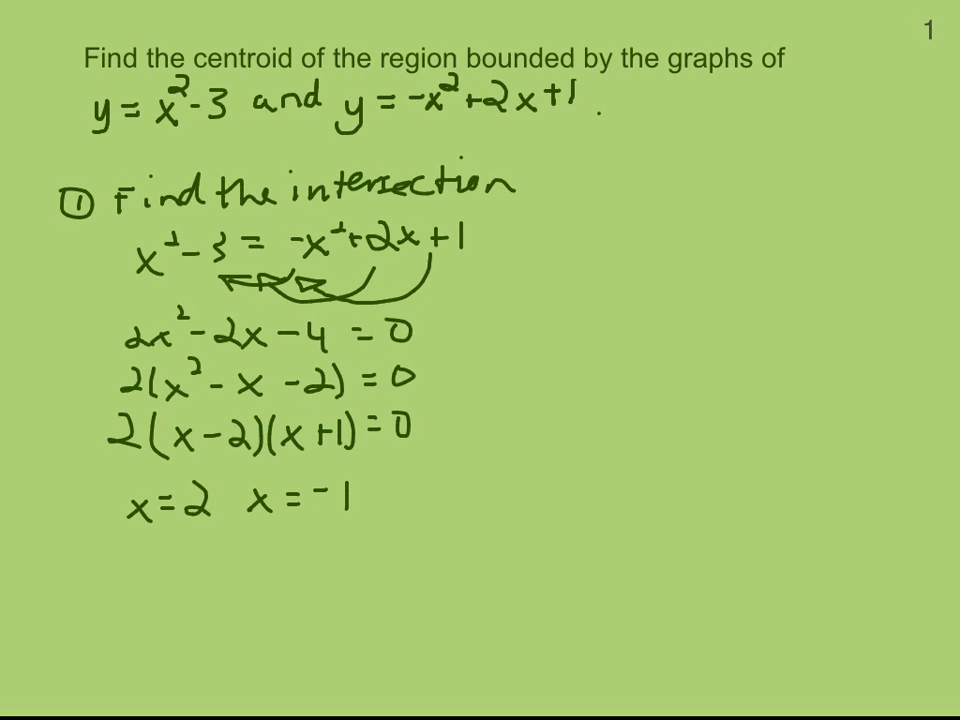 1
Find the centroid of the region bounded by the graphs of
y = x² - 3 and y = -x² + 2x + 1 .
① Find the intersection
x² - 3 = -x² + 2x + 1
2x² - 2x - 4 = 0
2(x² - x - 2) = 0
2(x - 2)(x + 1) = 0
x = 2 x = -1